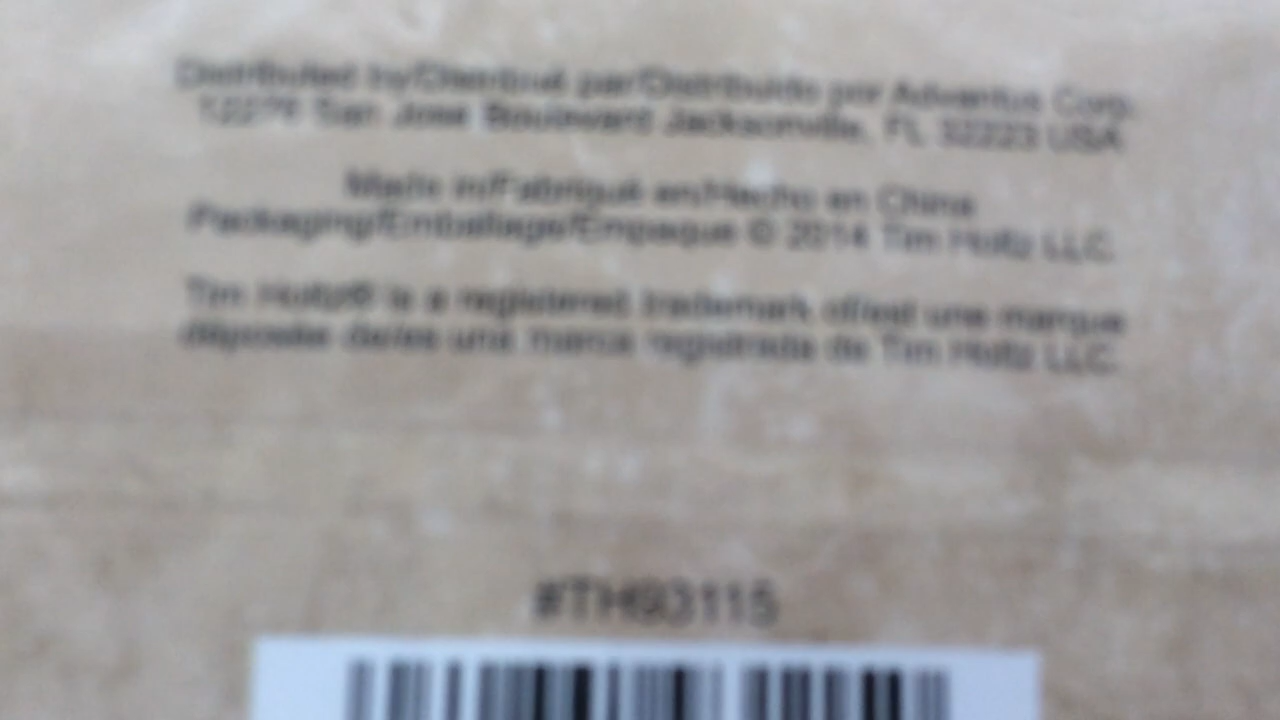 Distributed by/Distribué par/Distribuido por Advantus Corp.
12276 San Jose Boulevard Jacksonville, FL 32223 USA
Made in/Fabriqué en/Hecho en China
Packaging/Emballage/Empaque © 2014 Tim Holtz LLC.
Tim Holtz® is a registered trademark of/est une marque
déposée de/es una marca registrada de Tim Holtz LLC.
#TH93115